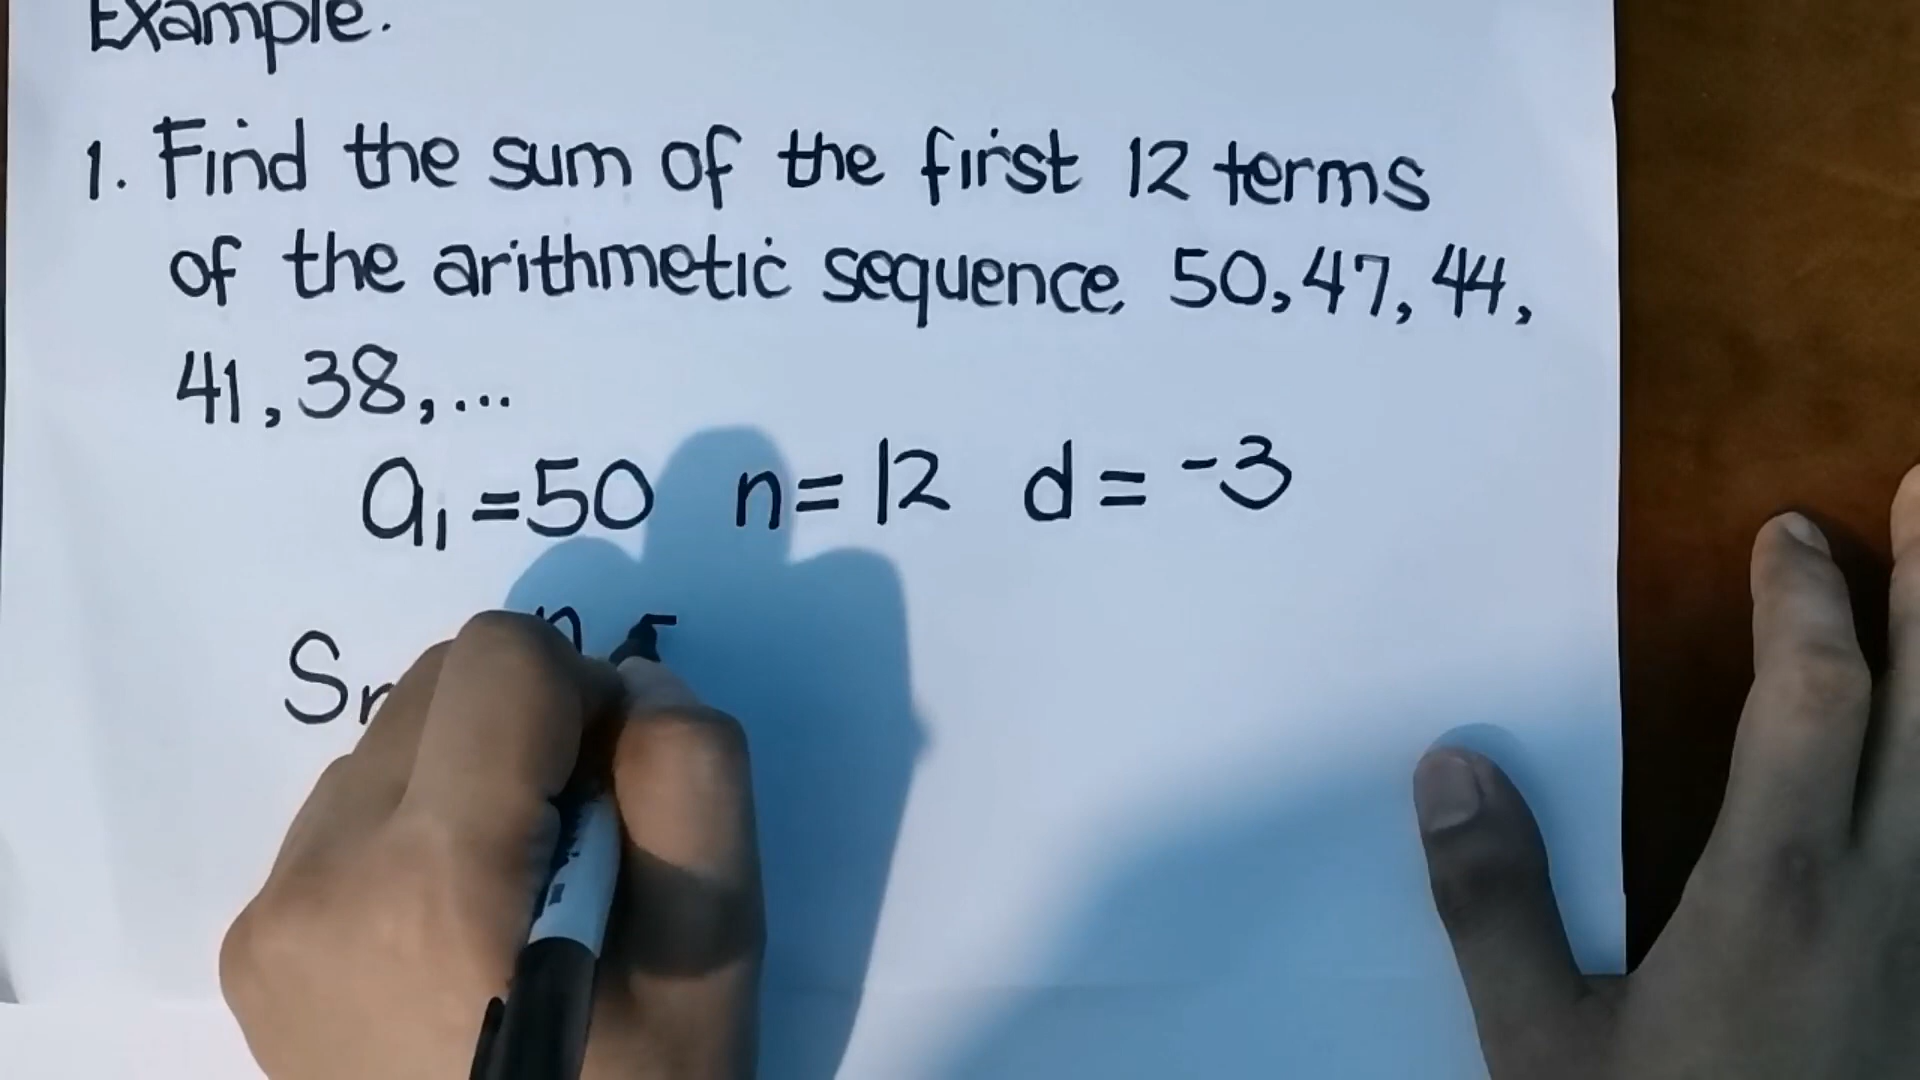 Example.
1. Find the sum of the first 12 terms
of the arithmetic sequence, 50, 47, 44,
41, 38, ...
a₁ = 50 n = 12 d = -3
Sn
n